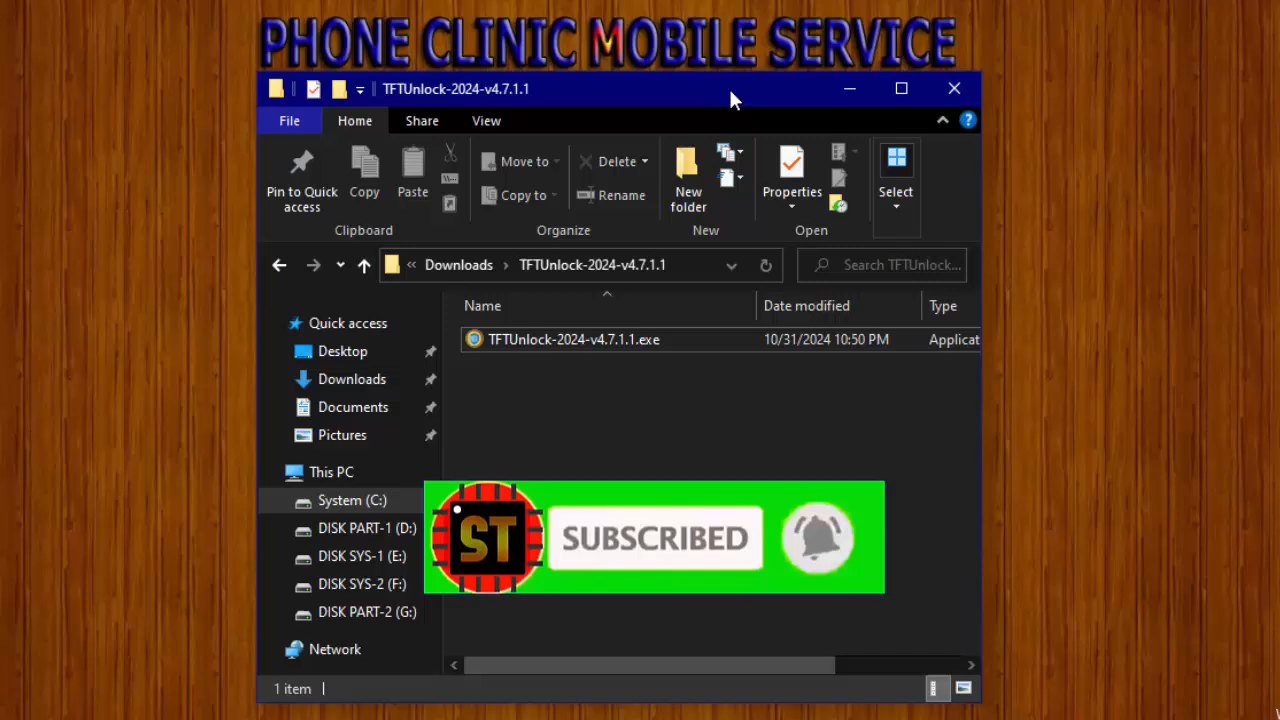 PHONE CLINIC MOBILE SERVICE
TFTUnlock-2024-v4.7.1.1
File Home Share View
Pin to Quick access
Copy
Paste
Move to
Copy to
Delete
Rename
New folder
Properties
Select
Clipboard Organize New Open
« Downloads › TFTUnlock-2024-v4.7.1.1
Search TFTUnlock...
Name Date modified Type
TFTUnlock-2024-v4.7.1.1.exe 10/31/2024 10:50 PM Applicat
Quick access
Desktop
Downloads
Documents
Pictures
This PC
System (C:)
DISK PART-1 (D:)
DISK SYS-1 (E:)
DISK SYS-2 (F:)
DISK PART-2 (G:)
Network
ST SUBSCRIBED
1 item